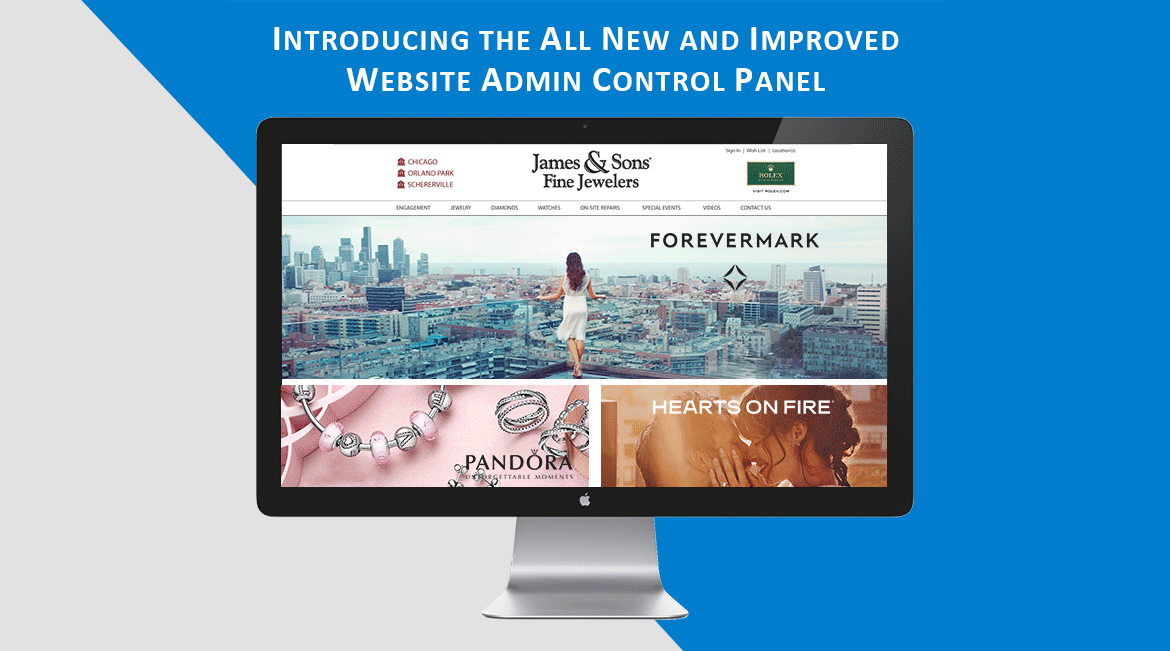 INTRODUCING THE ALL NEW AND IMPROVED
WEBSITE ADMIN CONTROL PANEL
Sign In | Wish List | Location(s)
CHICAGO
ORLAND PARK
SCHERERVILLE
James & Sons
Fine Jewelers
ROLEX
VISIT ROLEX.COM
ENGAGEMENT JEWELRY DIAMONDS WATCHES ON-SITE REPAIRS SPECIAL EVENTS VIDEOS CONTACT US
FOREVERMARK
PANDORA
UNFORGETTABLE MOMENTS
HEARTS ON FIRE